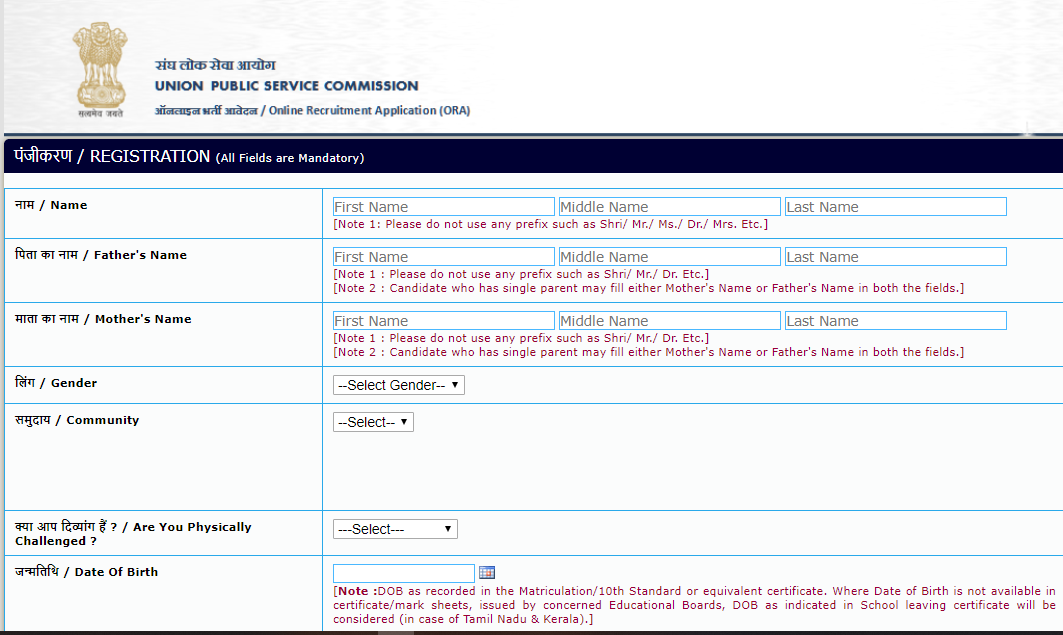 सत्यमेव जयते
संघ लोक सेवा आयोग
UNION PUBLIC SERVICE COMMISSION
ऑनलाइन भर्ती आवेदन / Online Recruitment Application (ORA)
पंजीकरण / REGISTRATION (All Fields are Mandatory)
नाम / Name
First Name Middle Name Last Name
[Note 1: Please do not use any prefix such as Shri/ Mr./ Ms./ Dr./ Mrs. Etc.]
पिता का नाम / Father's Name
First Name Middle Name Last Name
[Note 1 : Please do not use any prefix such as Shri/ Mr./ Dr. Etc.]
[Note 2 : Candidate who has single parent may fill either Mother's Name or Father's Name in both the fields.]
माता का नाम / Mother's Name
First Name Middle Name Last Name
[Note 1 : Please do not use any prefix such as Shri/ Mr./ Dr. Etc.]
[Note 2 : Candidate who has single parent may fill either Mother's Name or Father's Name in both the fields.]
लिंग / Gender
--Select Gender--
समुदाय / Community
--Select--
क्या आप दिव्यांग हैं ? / Are You Physically
Challenged ?
---Select---
जन्मतिथि / Date Of Birth
[Note :DOB as recorded in the Matriculation/10th Standard or equivalent certificate. Where Date of Birth is not available in
certificate/mark sheets, issued by concerned Educational Boards, DOB as indicated in School leaving certificate will be
considered (in case of Tamil Nadu & Kerala).]